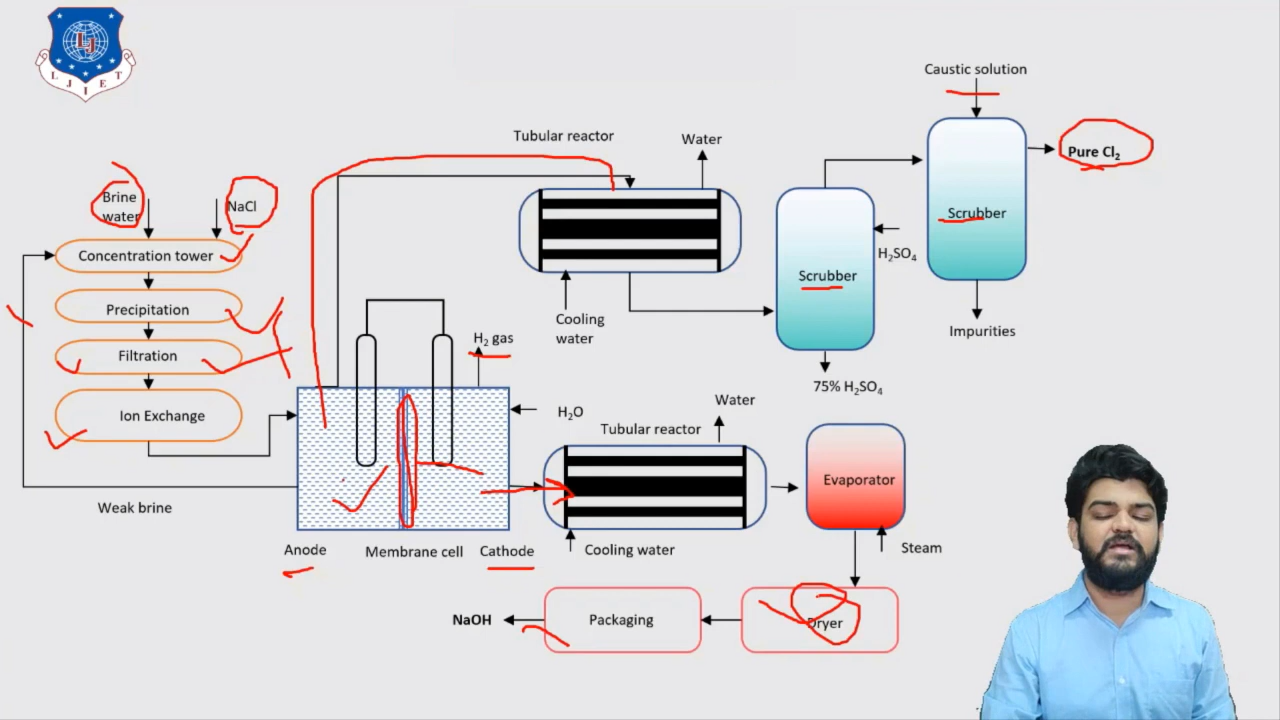 L J I E T
LJ
Caustic solution
Tubular reactor
Water
Pure Cl₂
Brine
water
NaCl
Scrubber
Concentration tower
H₂SO₄
Scrubber
Precipitation
Cooling
water
Impurities
H₂ gas
Filtration
75% H₂SO₄
Ion Exchange
H₂O
Water
Tubular reactor
Evaporator
Weak brine
Anode
Membrane cell
Cathode
Cooling water
Steam
NaOH
Packaging
Dryer